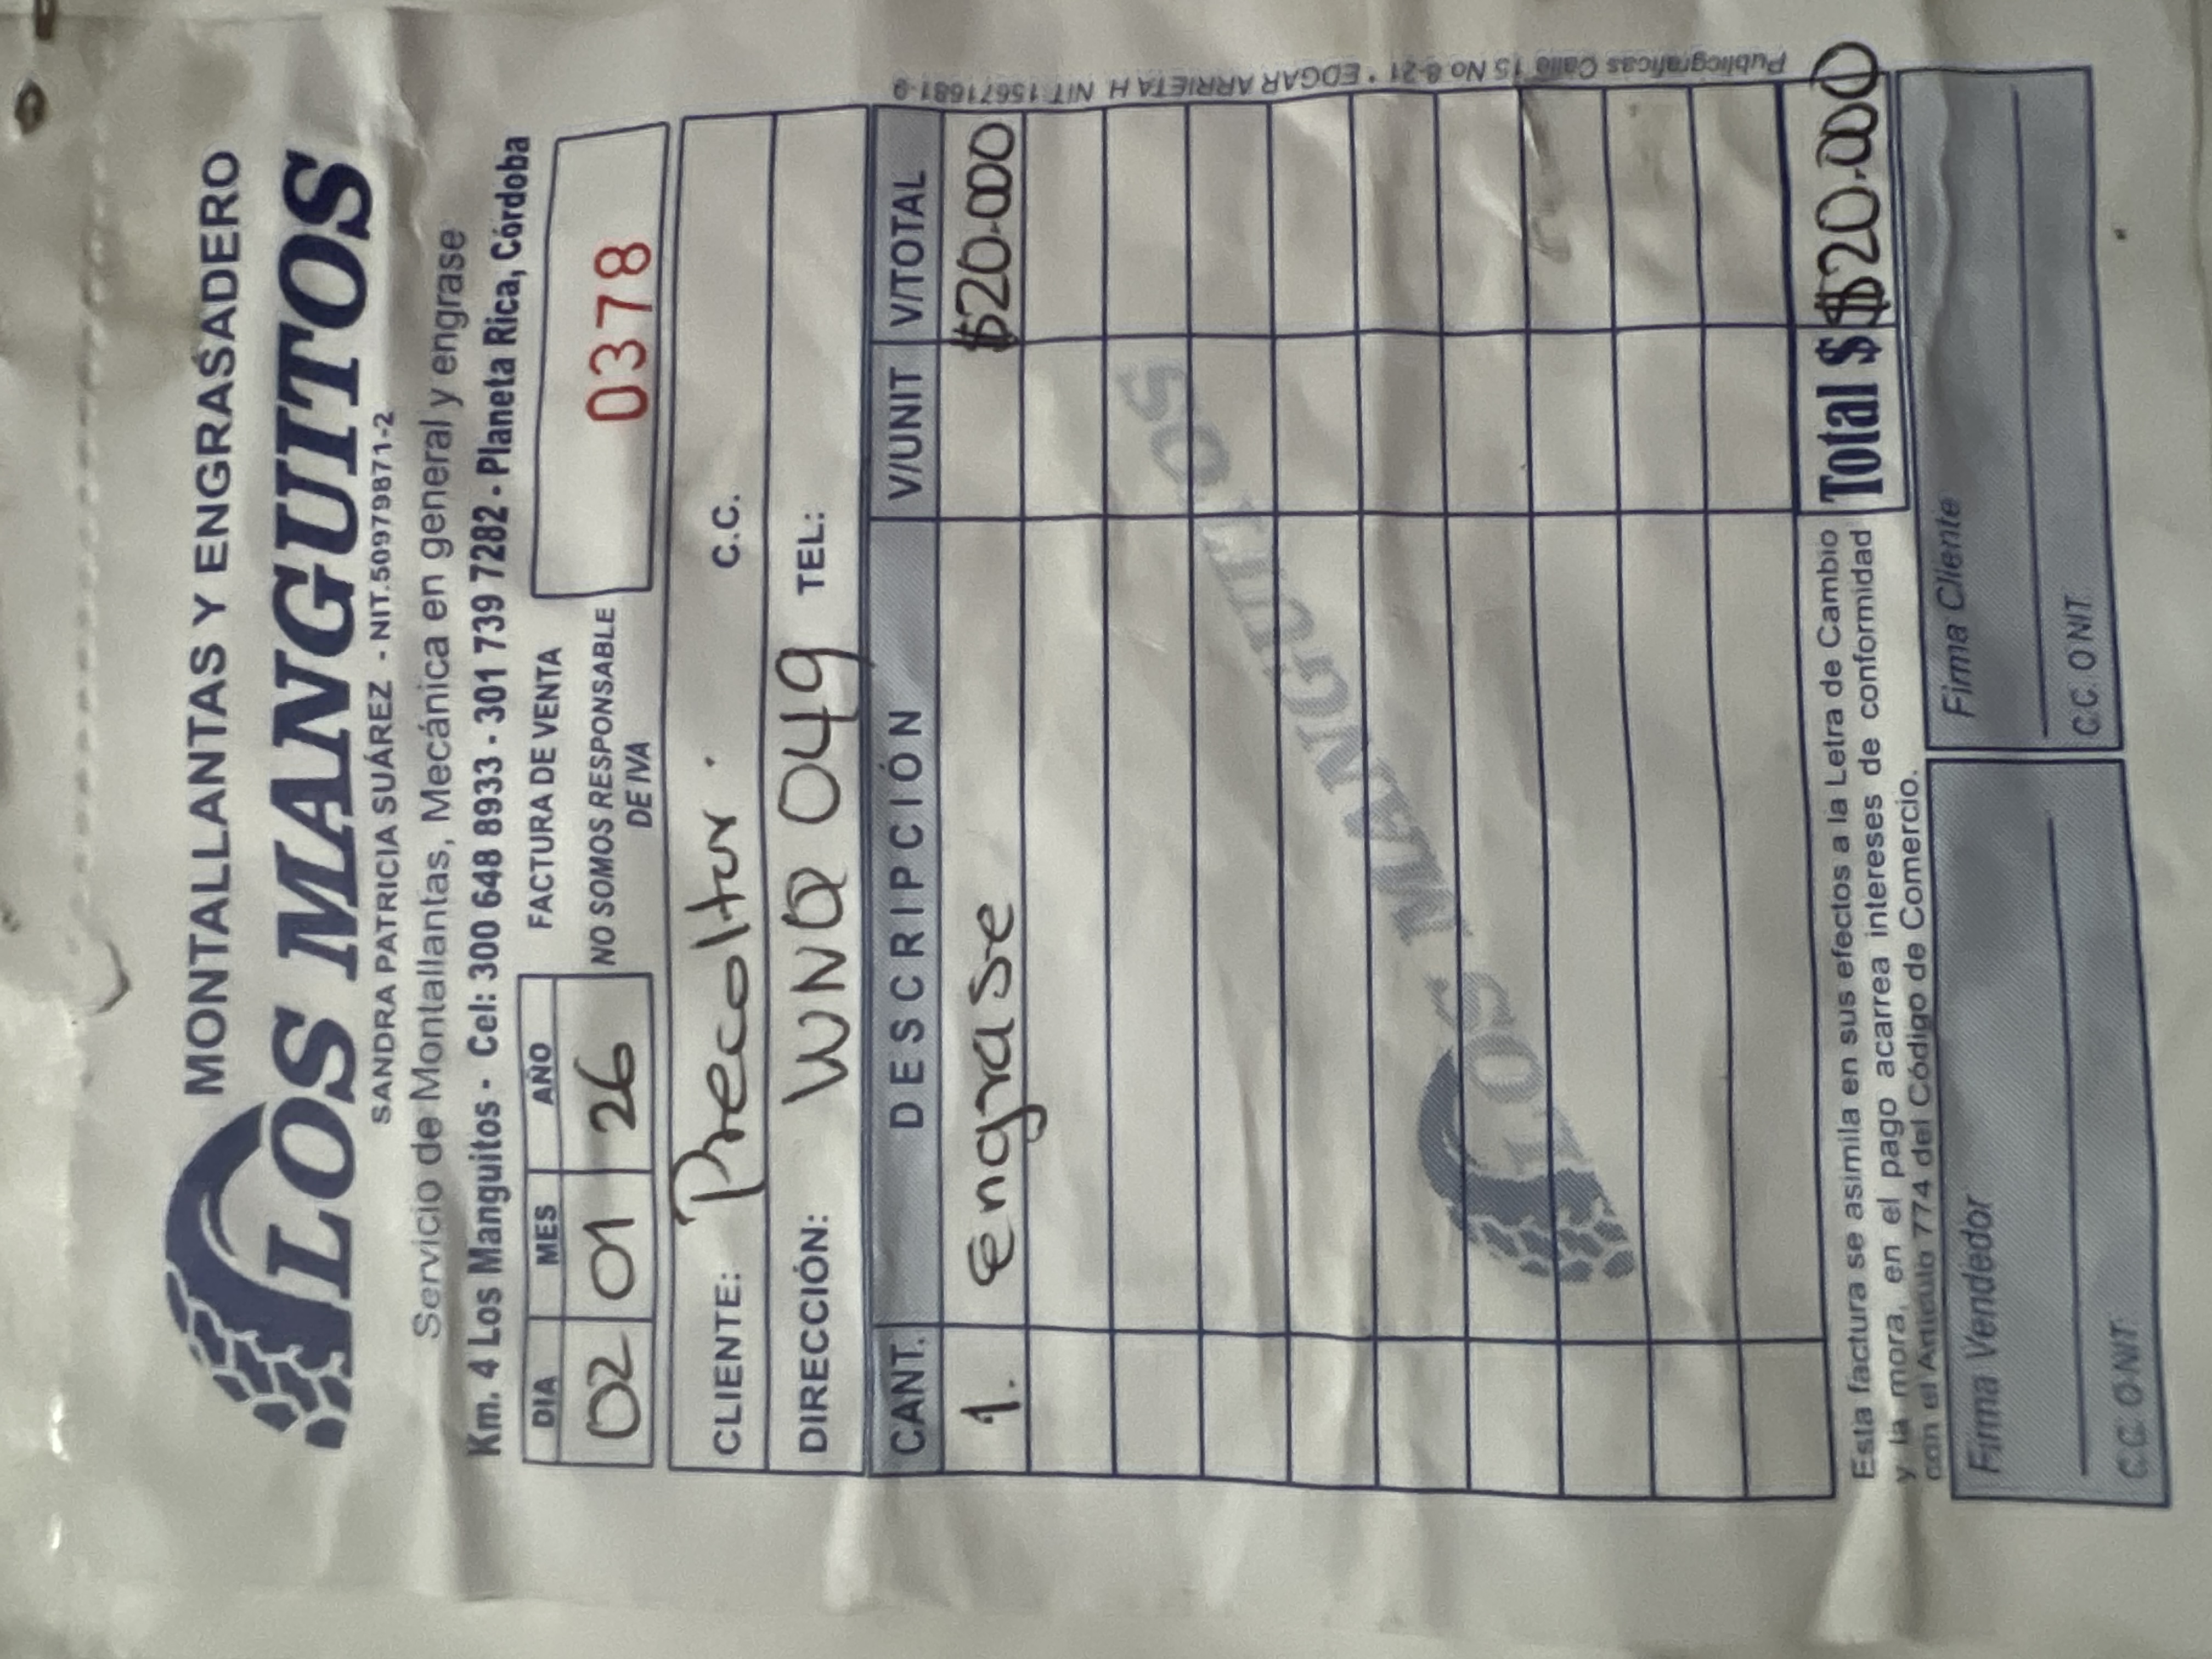 MONTALLANTAS Y ENGRASADERO
LOS MANGUITOS
SANDRA PATRICIA SUÁREZ - NIT.50979871-2
Servicio de Montallantas, Mecánica en general y engrase
Km. 4 Los Manguitos - Cel: 300 648 8933 - 301 739 7282 - Planeta Rica, Córdoba
DIA MES AÑO
02 01 26
FACTURA DE VENTA
NO SOMOS RESPONSABLE
DE IVA
0378
CLIENTE: Precoltur. C.C.
DIRECCIÓN: WNQ 049 TEL:
CANT. DESCRIPCIÓN V/UNIT V/TOTAL
1. Engrase $20.000
LOS MANGUITOS
Esta factura se asimila en sus efectos a la Letra de Cambio
y la mora, en el pago acarrea intereses de conformidad
con el Artículo 774 del Código de Comercio.
Total $ $20.000
Firma Vendedor
C.C. O NIT.
Firma Cliente
C.C. O NIT.
Publigraficas Calle 15 No 8-21 * EDGAR ARRIETA H NIT 15671681-9